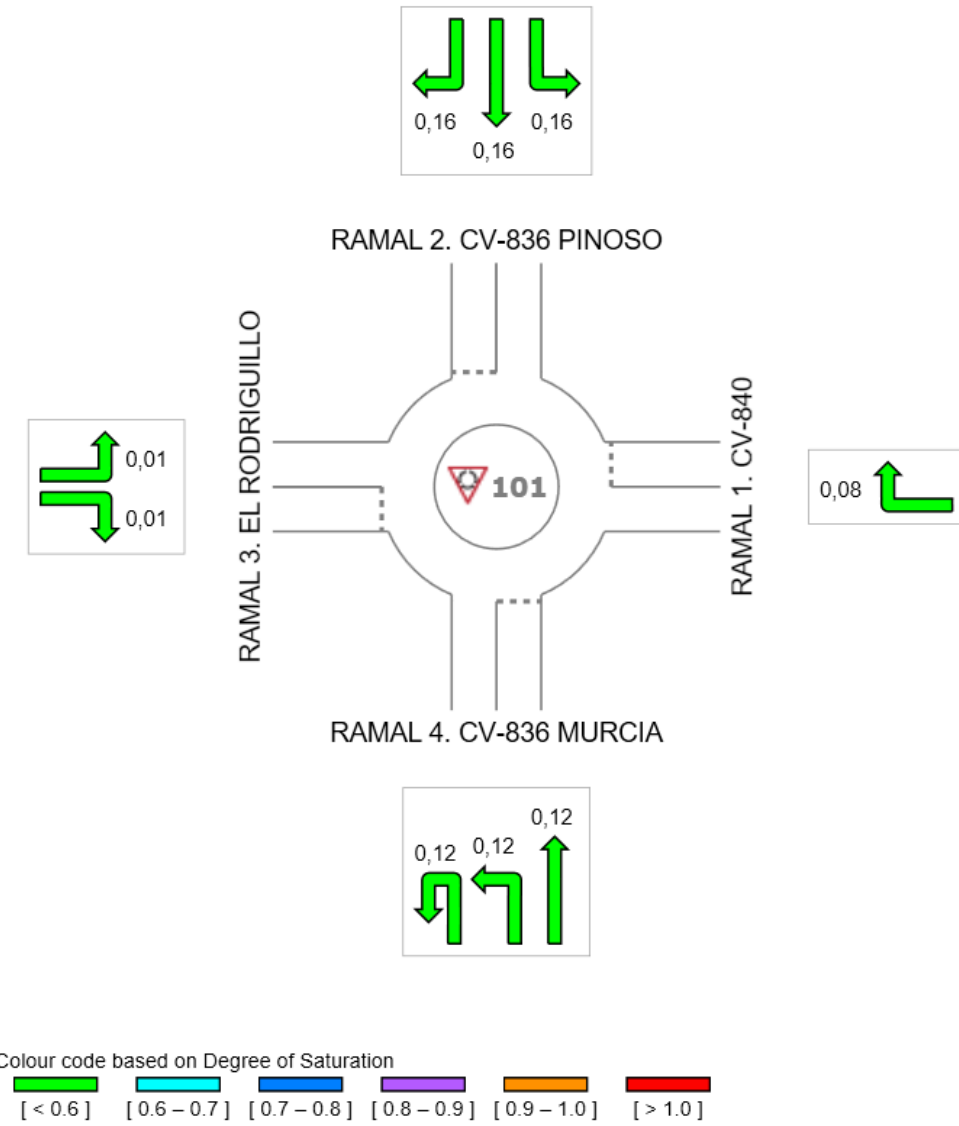 0,16
0,16
0,16
RAMAL 2. CV-836 PINOSO
RAMAL 3. EL RODRIGUILLO
RAMAL 1. CV-840
0,01
0,01
101
0,08
RAMAL 4. CV-836 MURCIA
0,12
0,12
0,12
Colour code based on Degree of Saturation
[ < 0.6 ] [ 0.6 – 0.7 ] [ 0.7 – 0.8 ] [ 0.8 – 0.9 ] [ 0.9 – 1.0 ] [ > 1.0 ]